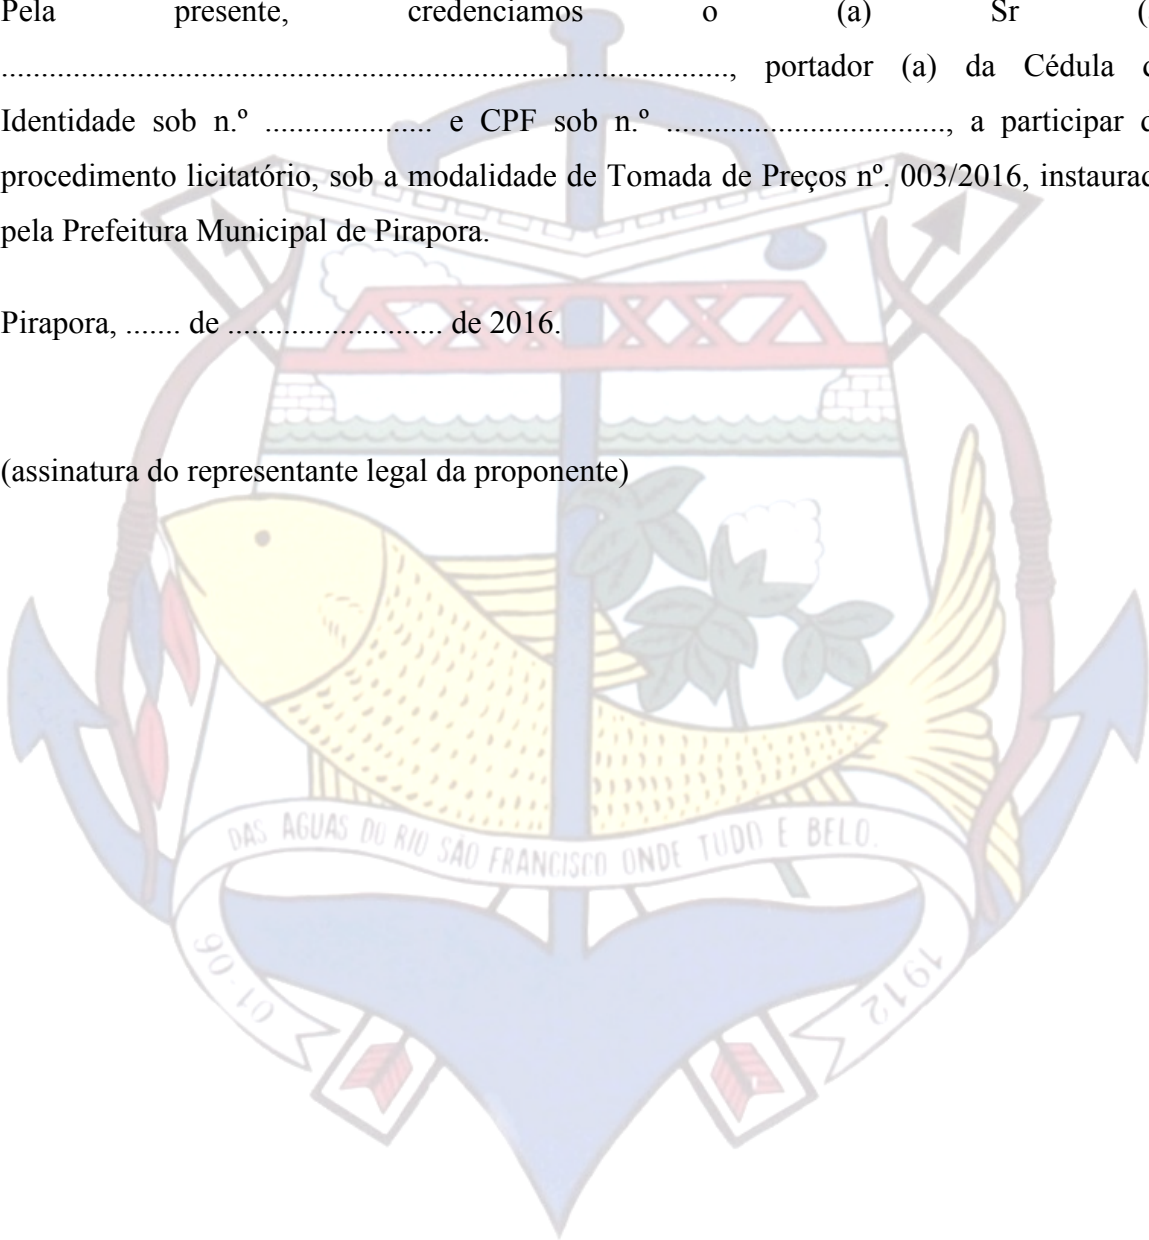 Pela presente, credenciamos o (a) Sr
..........................................................................................., portador (a) da Cédula
Identidade sob n.º ..................... e CPF sob n.º ..................................., a participar
procedimento licitatório, sob a modalidade de Tomada de Preços nº. 003/2016, instaurad
pela Prefeitura Municipal de Pirapora.
Pirapora, ....... de ........................... de 2016.
(assinatura do representante legal da proponente)
DAS AGUAS DO RIO SÃO FRANCISCO ONDE TUDO E BELO.
01-06
1912